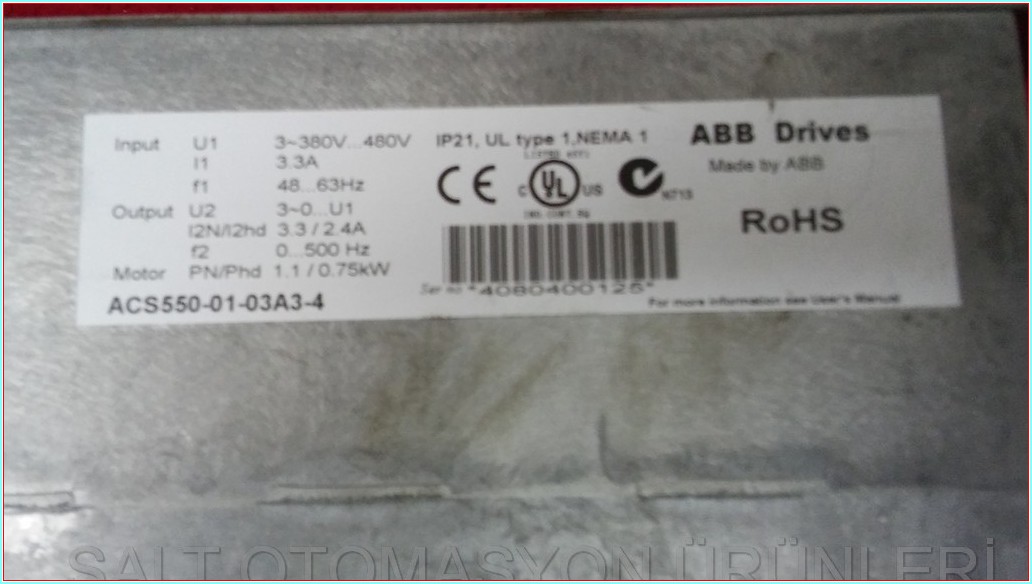 Input U1 3~380V...480V
I1 3.3A
f1 48...63Hz
Output U2 3~0...U1
I2N/I2hd 3.3 / 2.4A
f2 0...500 Hz
Motor PN/Phd 1.1 / 0.75kW
ACS550-01-03A3-4
IP21, UL type 1,NEMA 1
CE
C UL US
N713
Ser no *4080400125*
ABB Drives
Made by ABB
RoHS
For more information see User's Manual
SALT OTOMASYON ÜRÜNLERİ